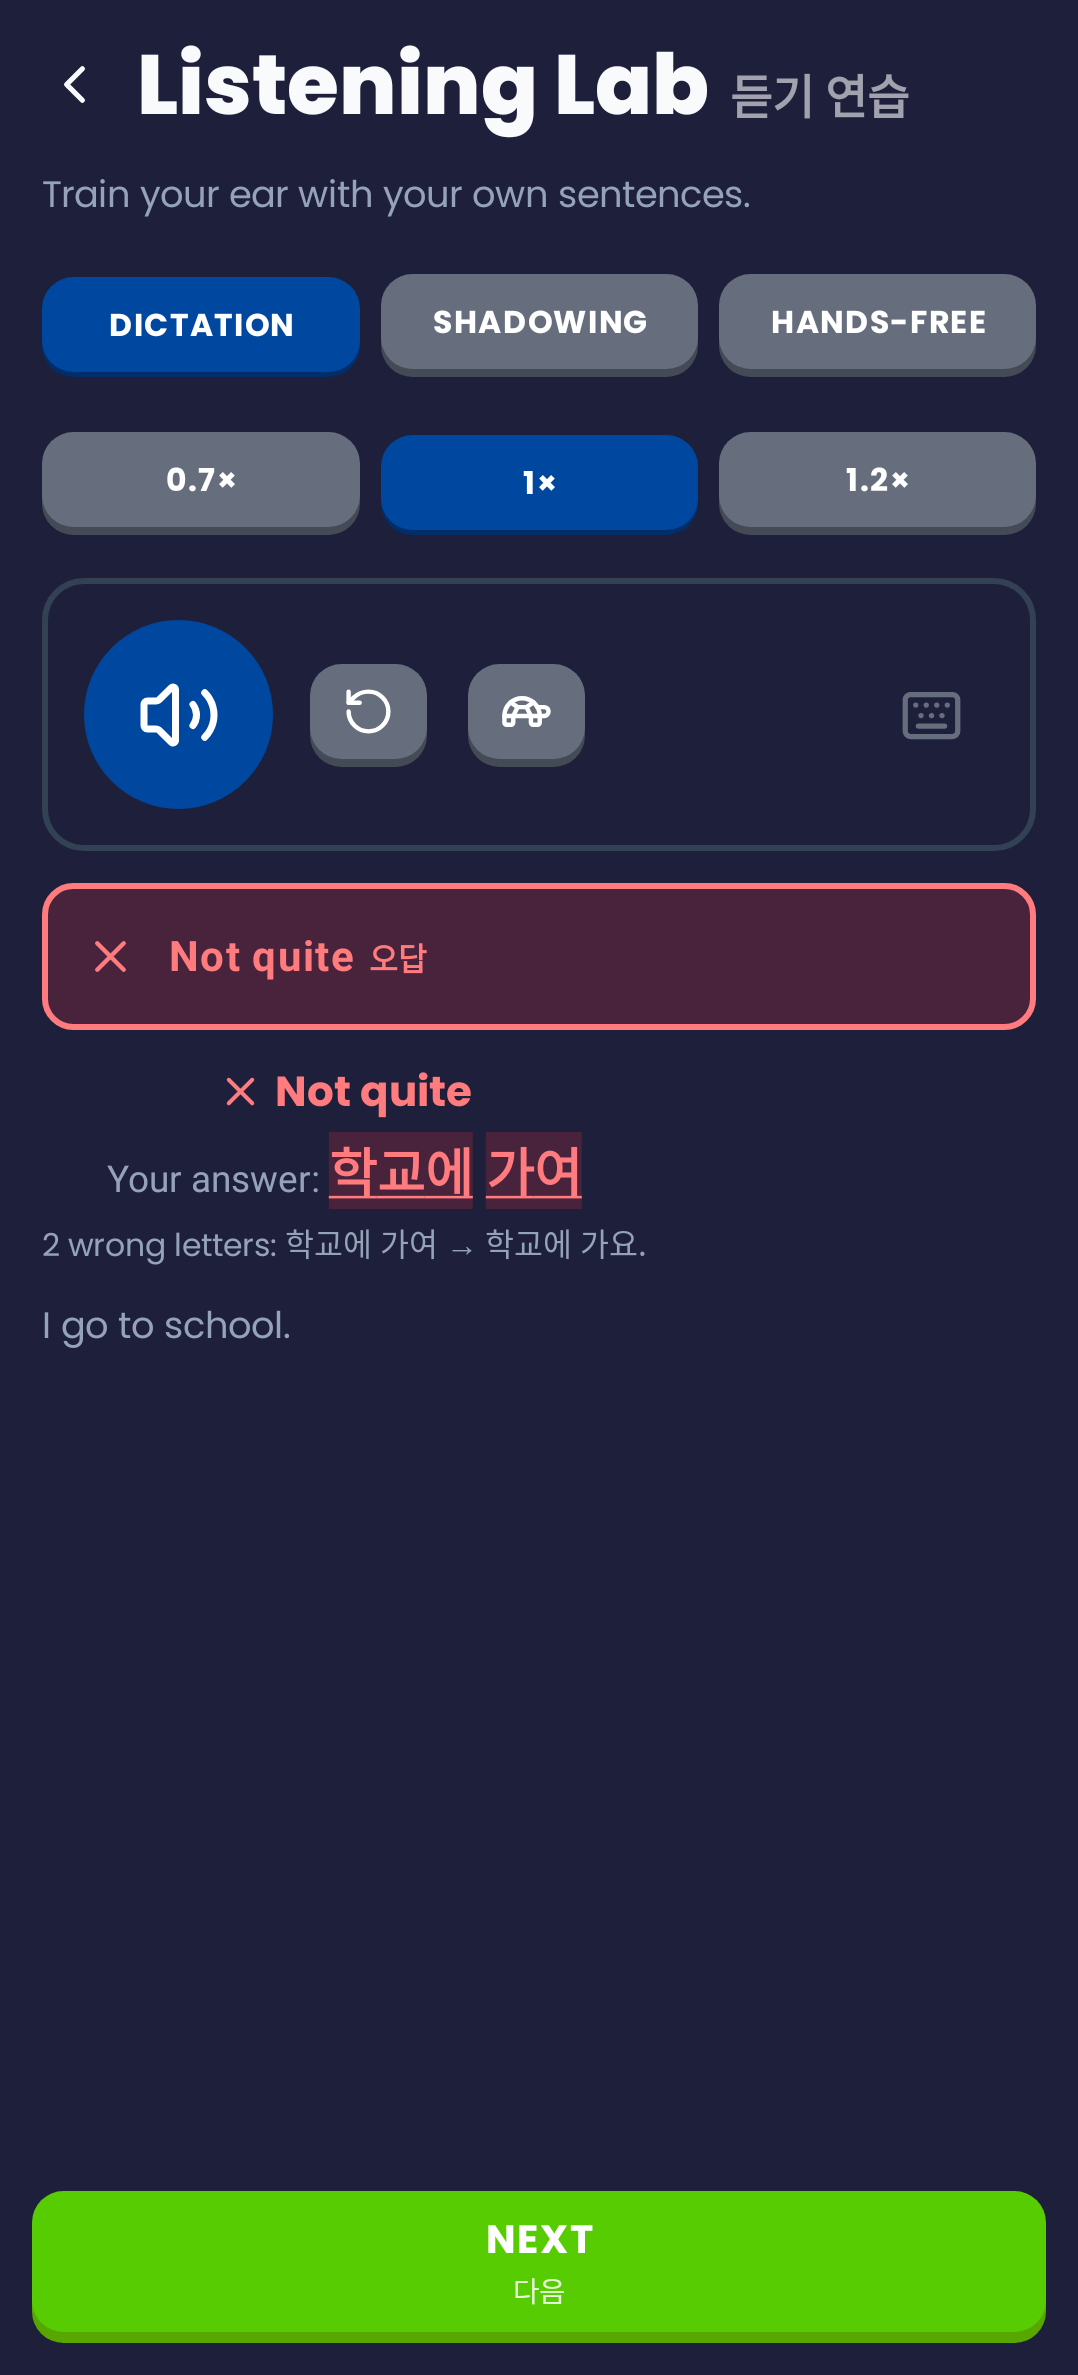 Listening Lab 듣기 연습
Train your ear with your own sentences.
DICTATION SHADOWING HANDS-FREE
0.7× 1× 1.2×
Not quite 오답
Not quite
Your answer: 학교에 가여
2 wrong letters: 학교에 가여 → 학교에 가요.
I go to school.
NEXT
다음